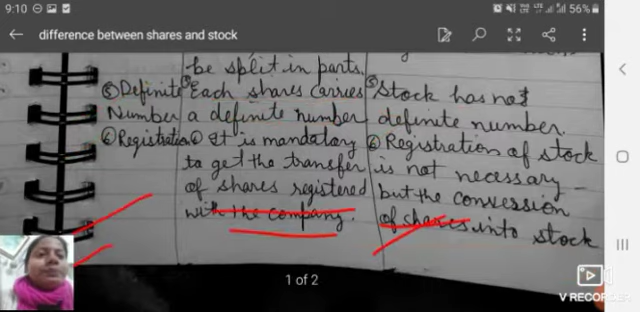 9:10
56%
difference between shares and stock
be split in parts.
⑤ Definite ⑤ Each shares carries ⑤ Stock has not
Number a definite number definite number.
⑥ Registration ⑥ It is mandatory ⑥ Registration of stock
to get the transfer is not necessary -
of shares registered but the conversion
with the company. of shares into stock
1 of 2
V RECORDER